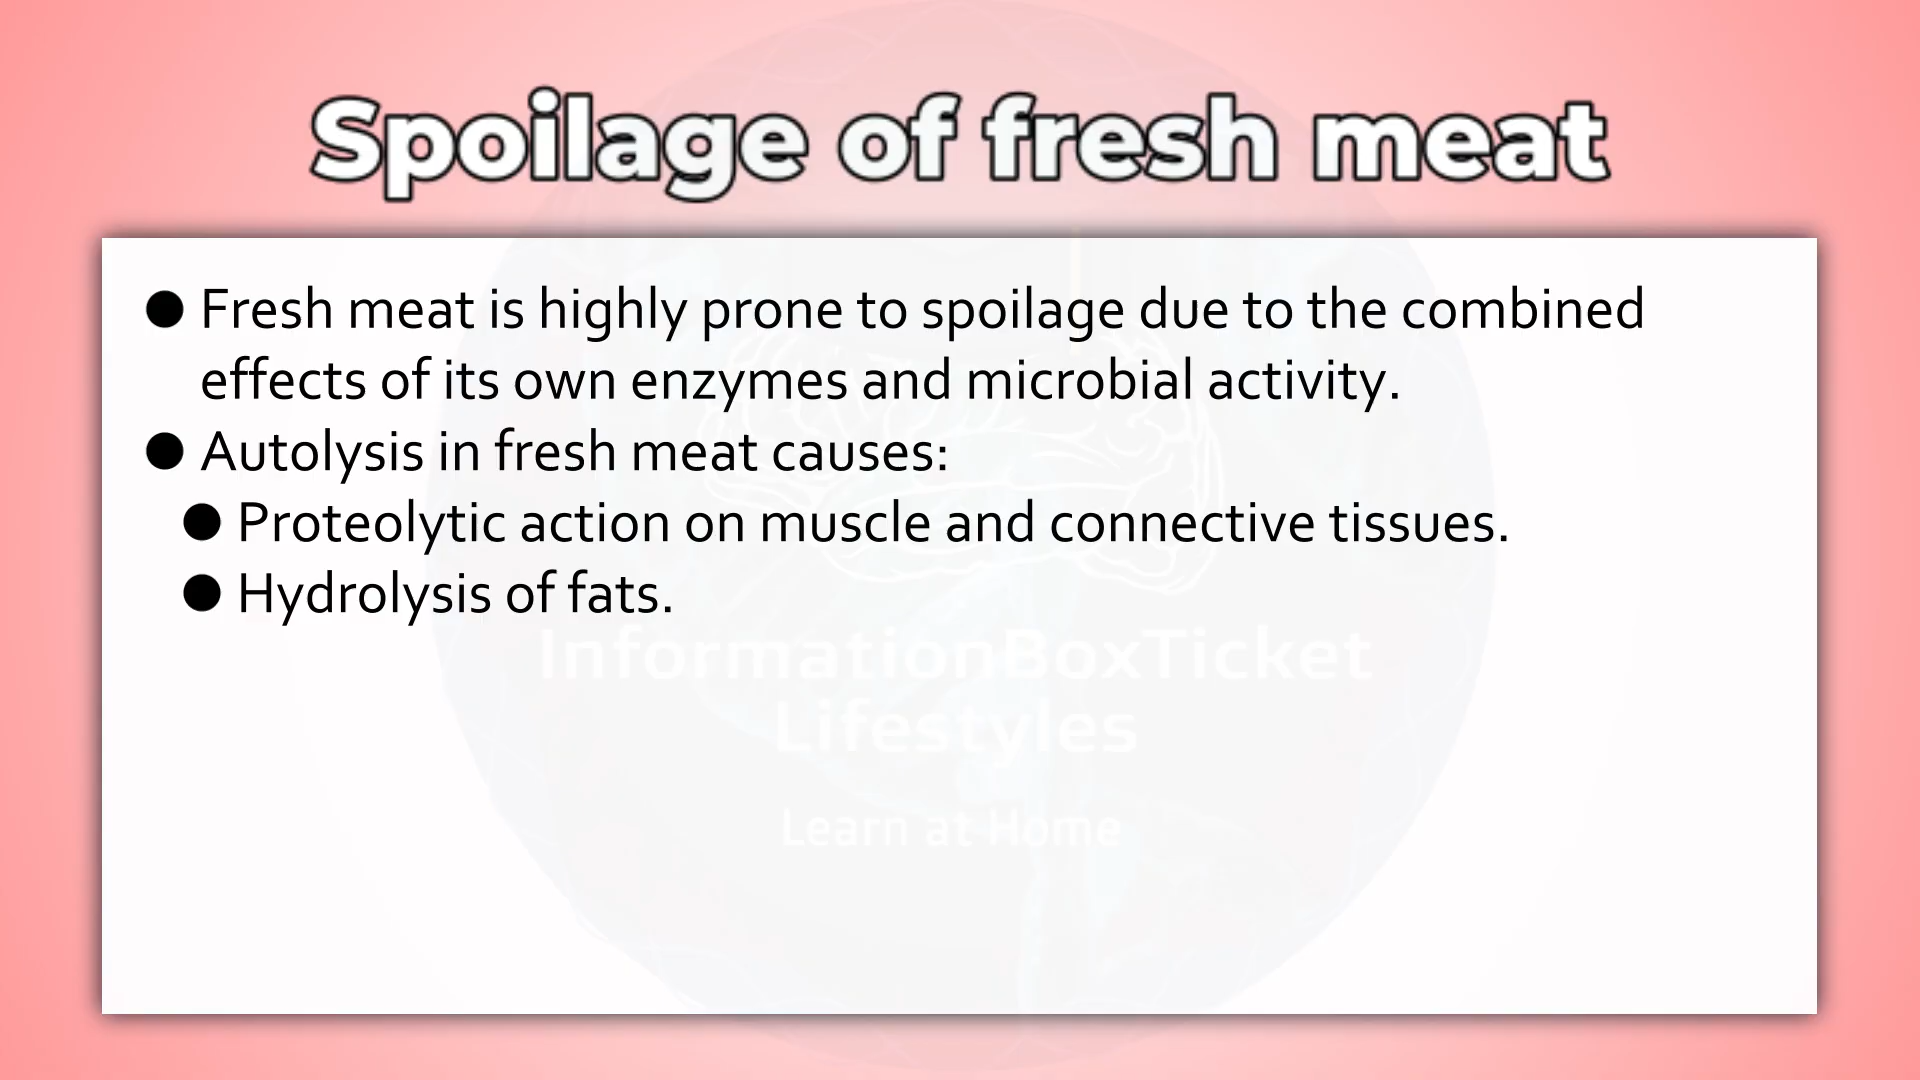 Spoilage of fresh meat
● Fresh meat is highly prone to spoilage due to the combined
effects of its own enzymes and microbial activity.
● Autolysis in fresh meat causes:
● Proteolytic action on muscle and connective tissues.
● Hydrolysis of fats.
InformationBoxTicket
Lifestyles
Learn at Home